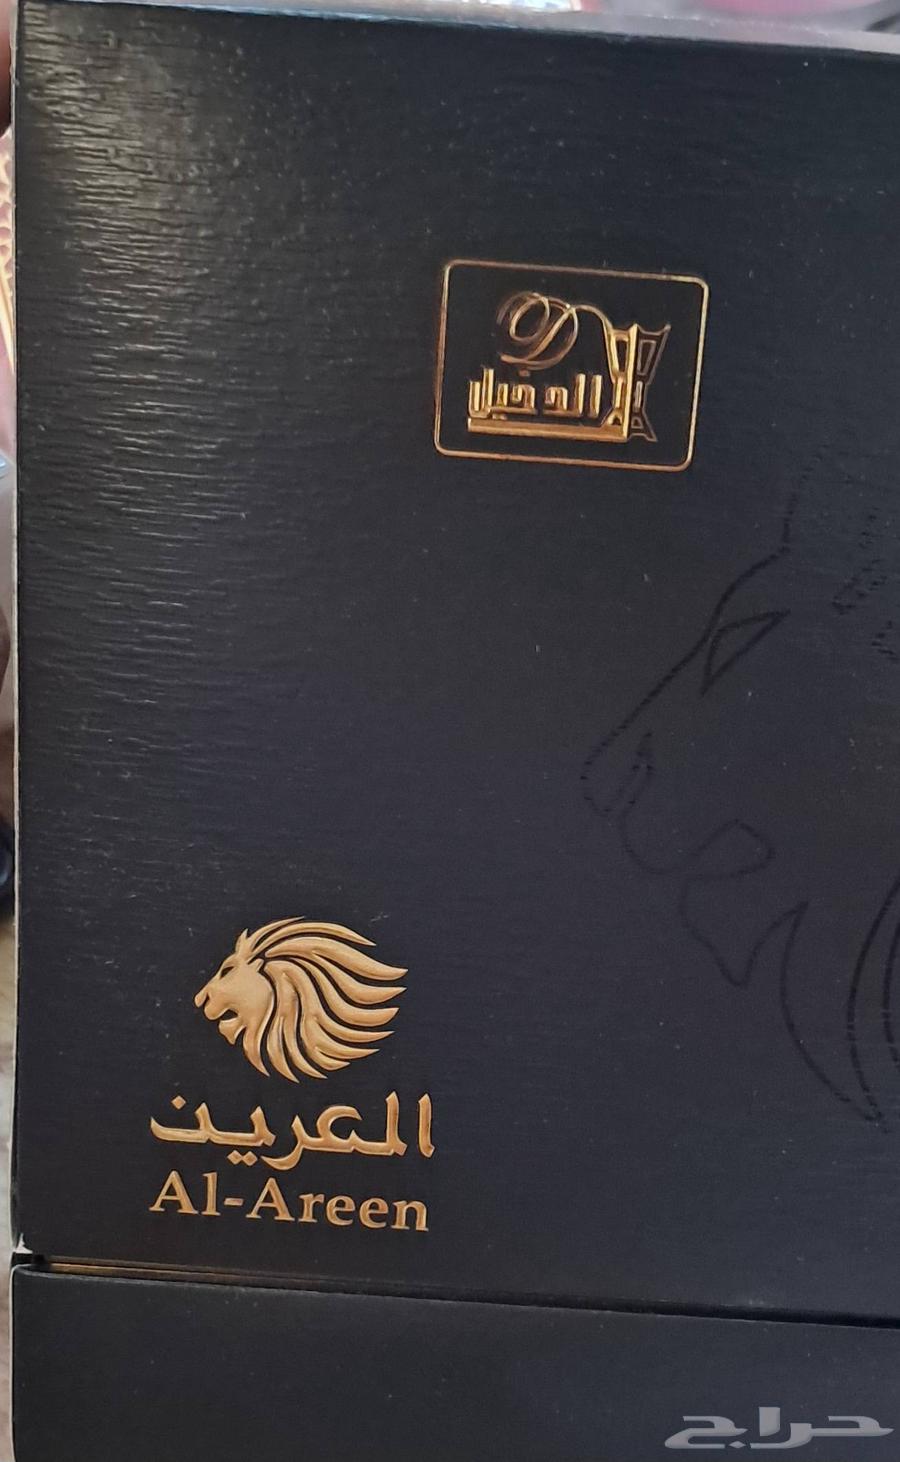 D
الدخيل
العرين
Al-Areen
حراج